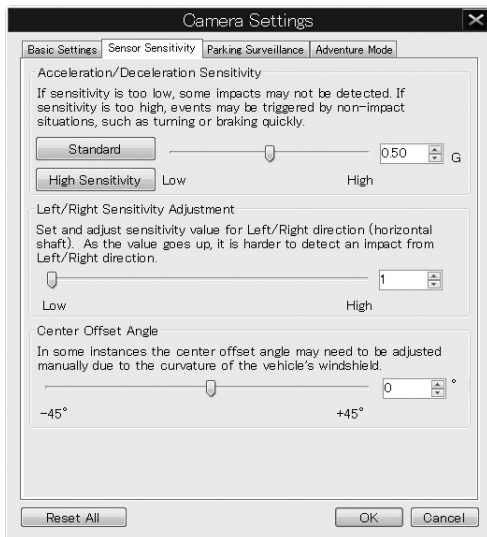 Camera Settings
Basic Settings Sensor Sensitivity Parking Surveillance Adventure Mode
Acceleration/Deceleration Sensitivity
If sensitivity is too low, some impacts may not be detected. If
sensitivity is too high, events may be triggered by non-impact
situations, such as turning or braking quickly.
Standard 0.50 G
High Sensitivity Low High
Left/Right Sensitivity Adjustment
Set and adjust sensitivity value for Left/Right direction (horizontal
shaft). As the value goes up, it is harder to detect an impact from
Left/Right direction.
1
Low High
Center Offset Angle
In some instances the center offset angle may need to be adjusted
manually due to the curvature of the vehicle's windshield.
0 °
-45° +45°
Reset All OK Cancel